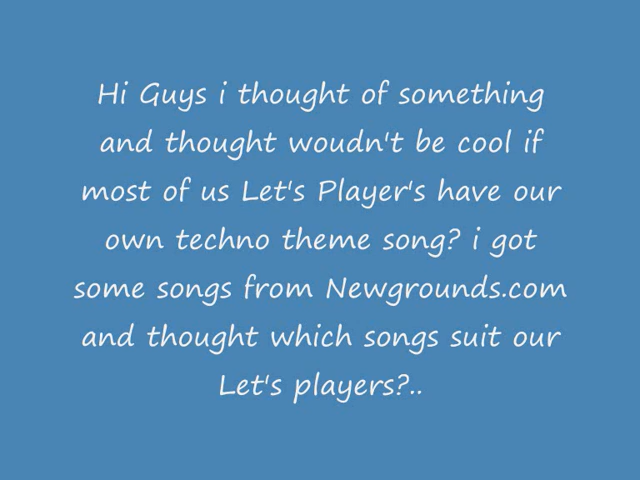 Hi Guys i thought of something
and thought woudn't be cool if
most of us Let's Player's have our
own techno theme song? i got
some songs from Newgrounds.com
and thought which songs suit our
Let's players?..